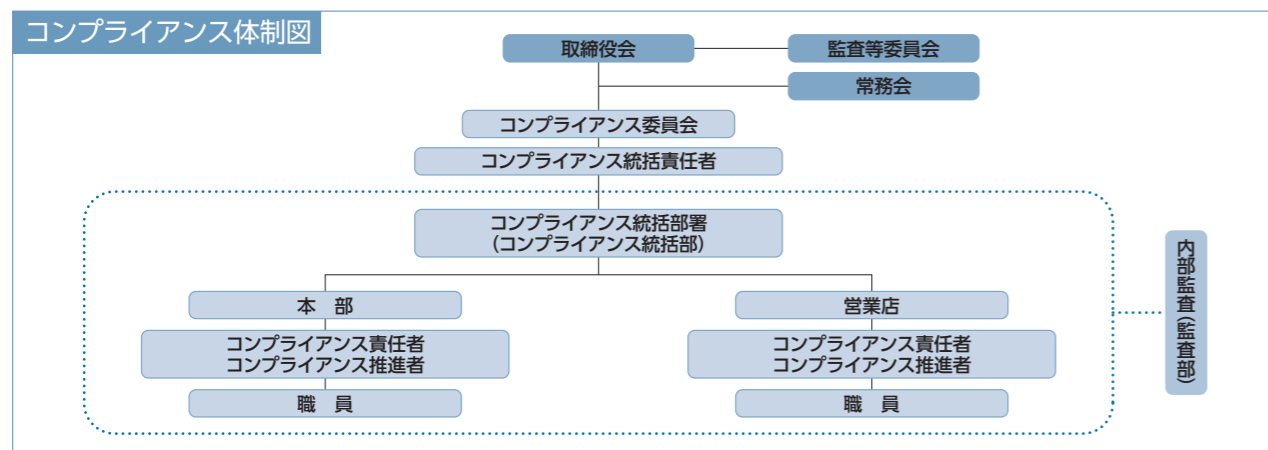 コンプライアンス体制図
取締役会
監査等委員会
常務会
コンプライアンス委員会
コンプライアンス統括責任者
コンプライアンス統括部署
(コンプライアンス統括部)
本　部
営業店
コンプライアンス責任者
コンプライアンス推進者
コンプライアンス責任者
コンプライアンス推進者
職　員
職　員
内部監査(監査部)